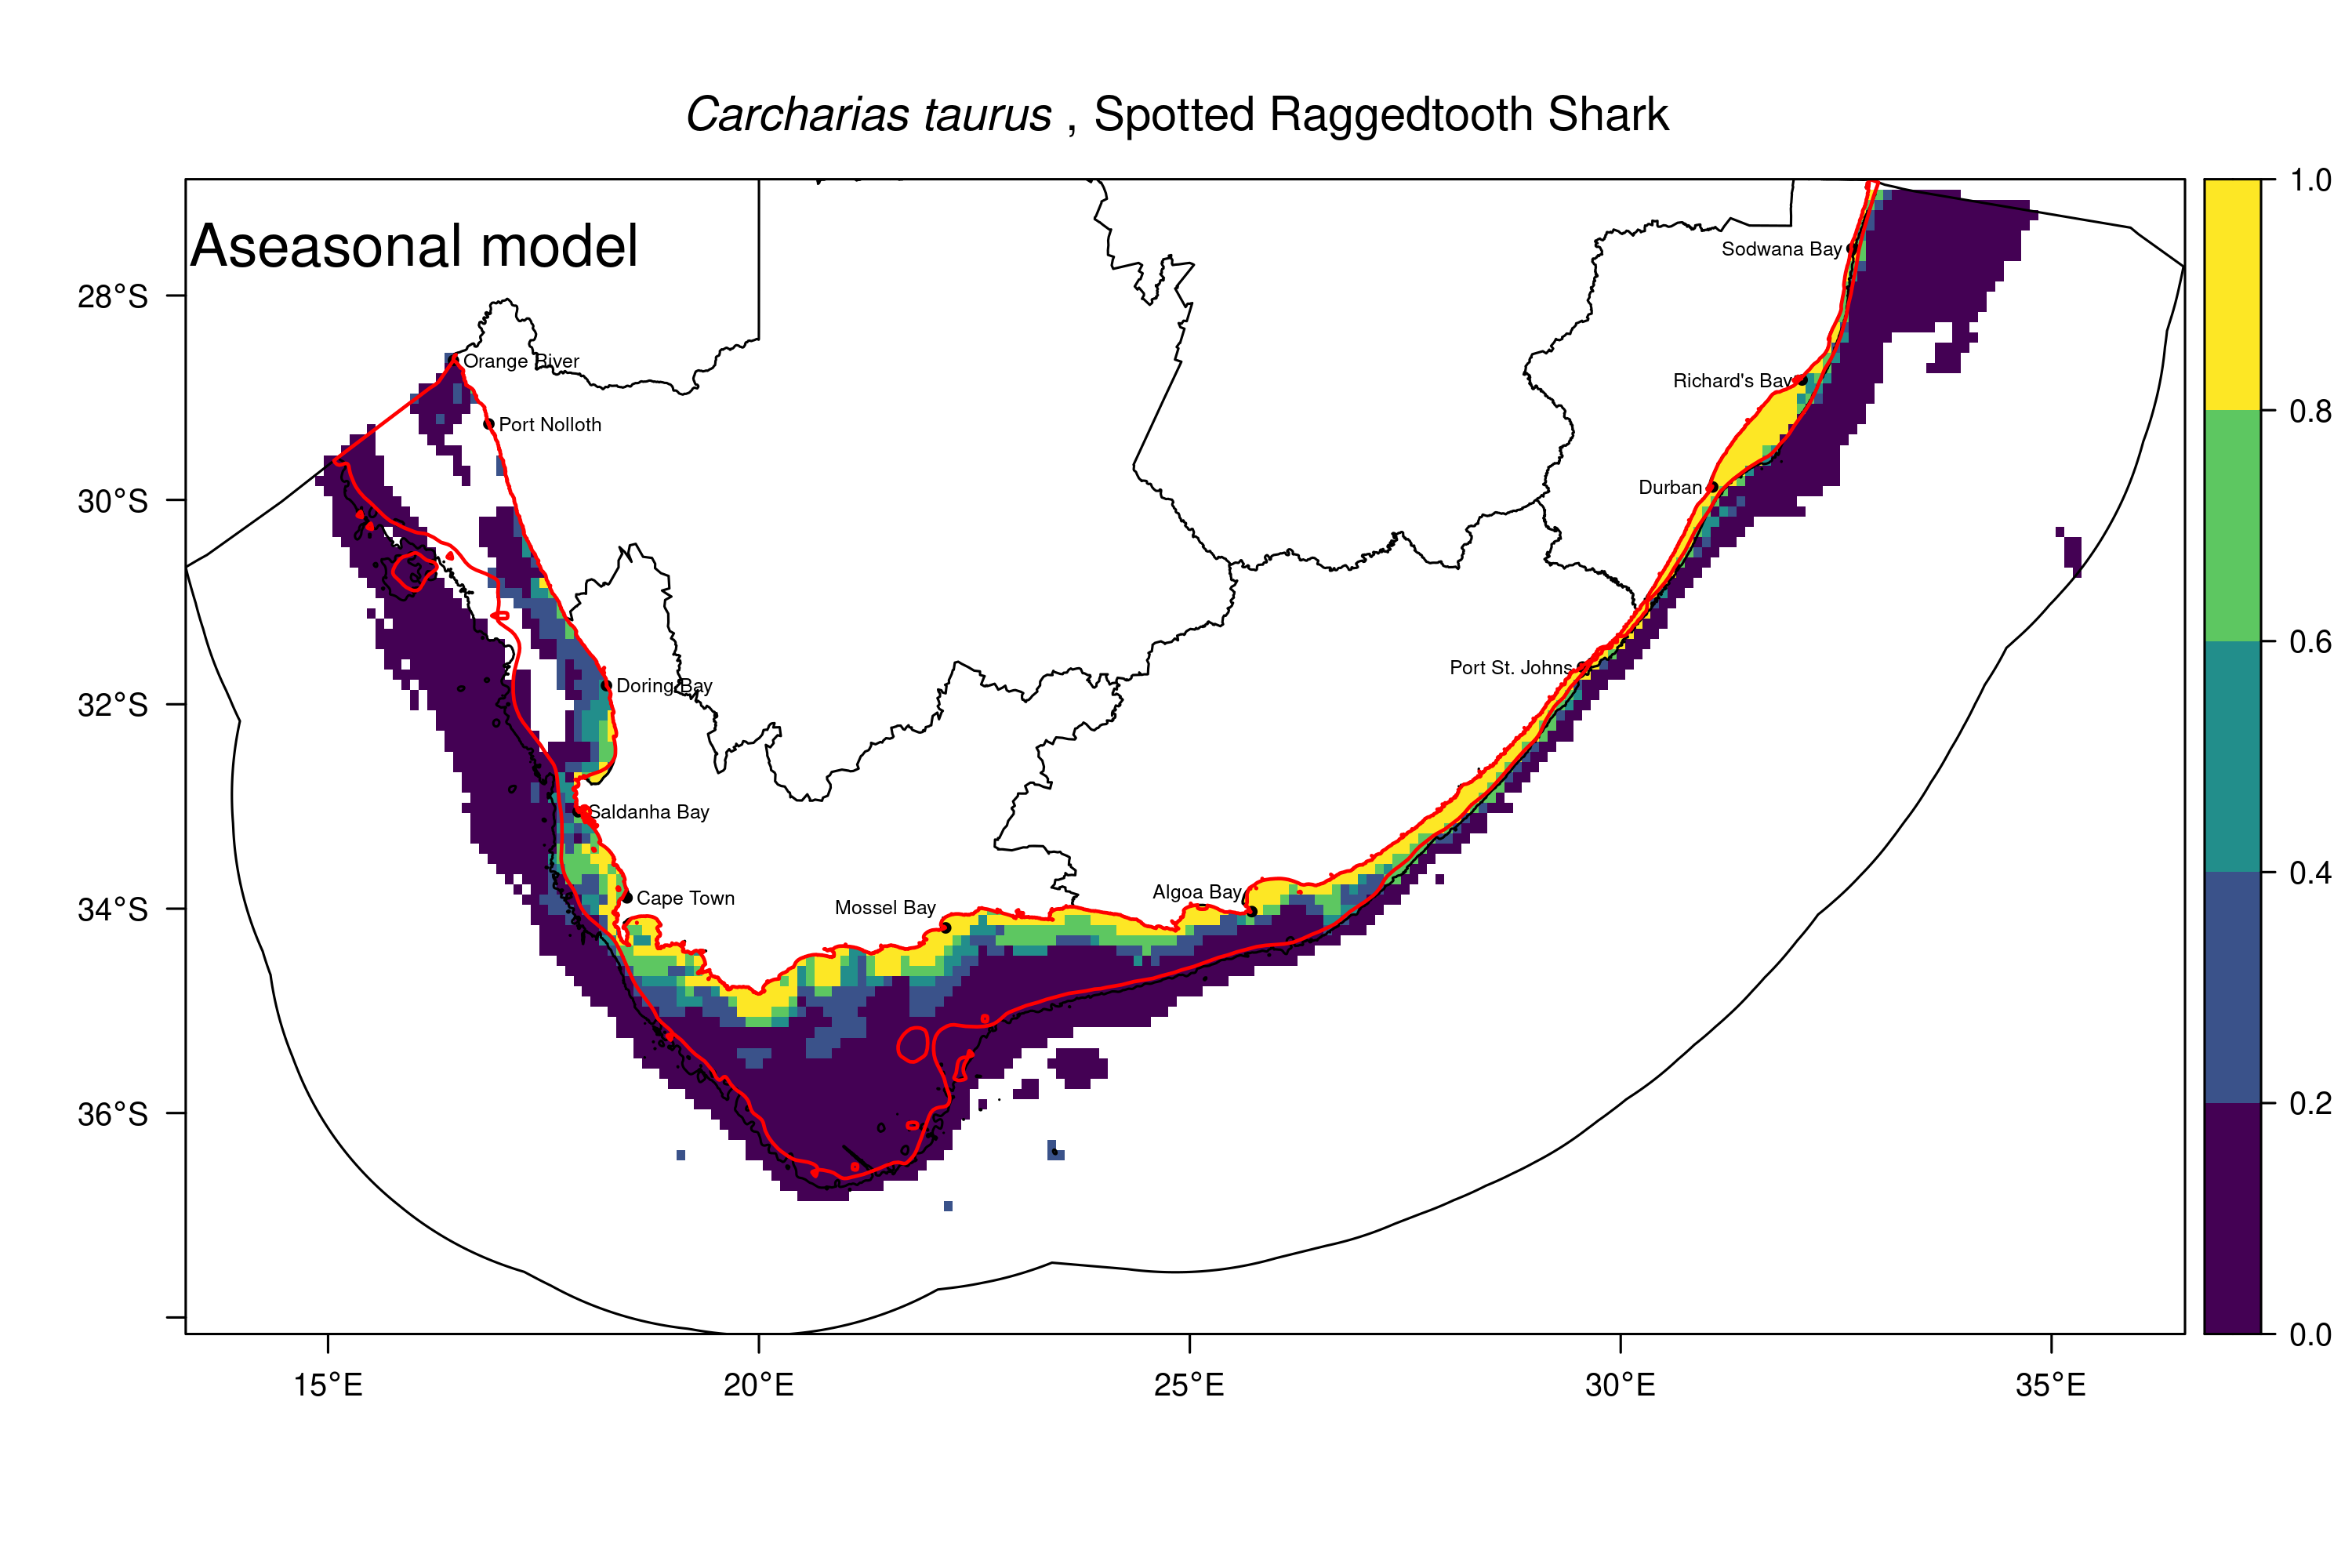 Carcharias taurus , Spotted Raggedtooth Shark
Aseasonal model
1.0
0.8
0.6
0.4
0.2
0.0
28°S
30°S
32°S
34°S
36°S
15°E
20°E
25°E
30°E
35°E
Sodwana Bay
Orange River
Richard's Bay
Port Nolloth
Durban
Port St. Johns
Doring Bay
Saldanha Bay
Algoa Bay
Cape Town
Mossel Bay